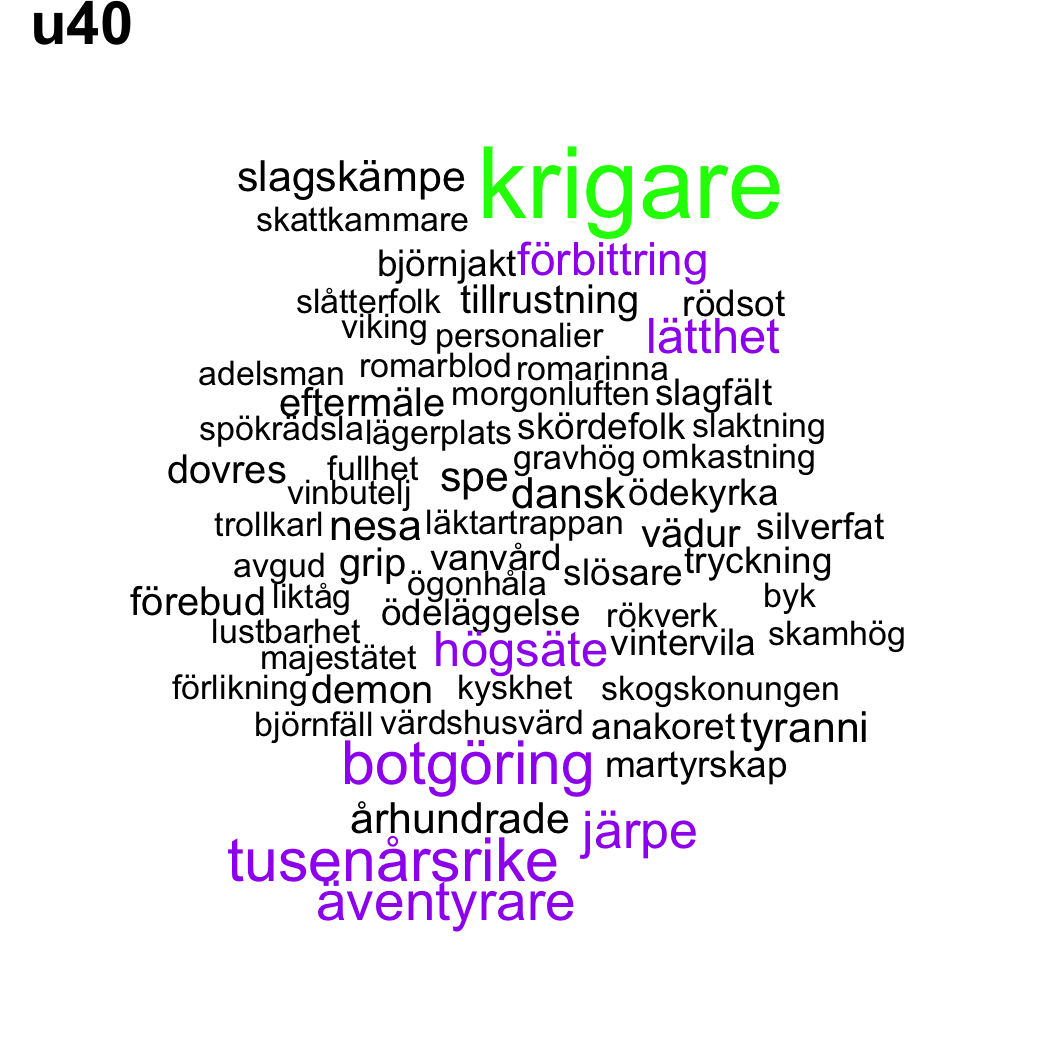 u40
slagskämpe krigare
skattkammare
björnjakt förbittring
slåtterfolk tillrustning rödsot
viking personalier lätthet
adelsman romarblod romarinna
eftermäle morgonluften slagfält
spökrädsla lägerplats skördefolk slaktning
dovres fullhet spe gravhög omkastning
vinbutelj dansk ödekyrka
trollkarl nesa läktartrappan vädur silverfat
avgud grip vanvård slösare tryckning
förebud liktåg ögonhåla byk
ödeläggelse rökverk
lustbarhet högsäte vintervila skamhög
majestätet
förlikning demon kyskhet skogskonungen
björnfäll värdshusvärd anakoret tyranni
botgöring martyrskap
århundrade järpe
tusenårsrike
äventyrare